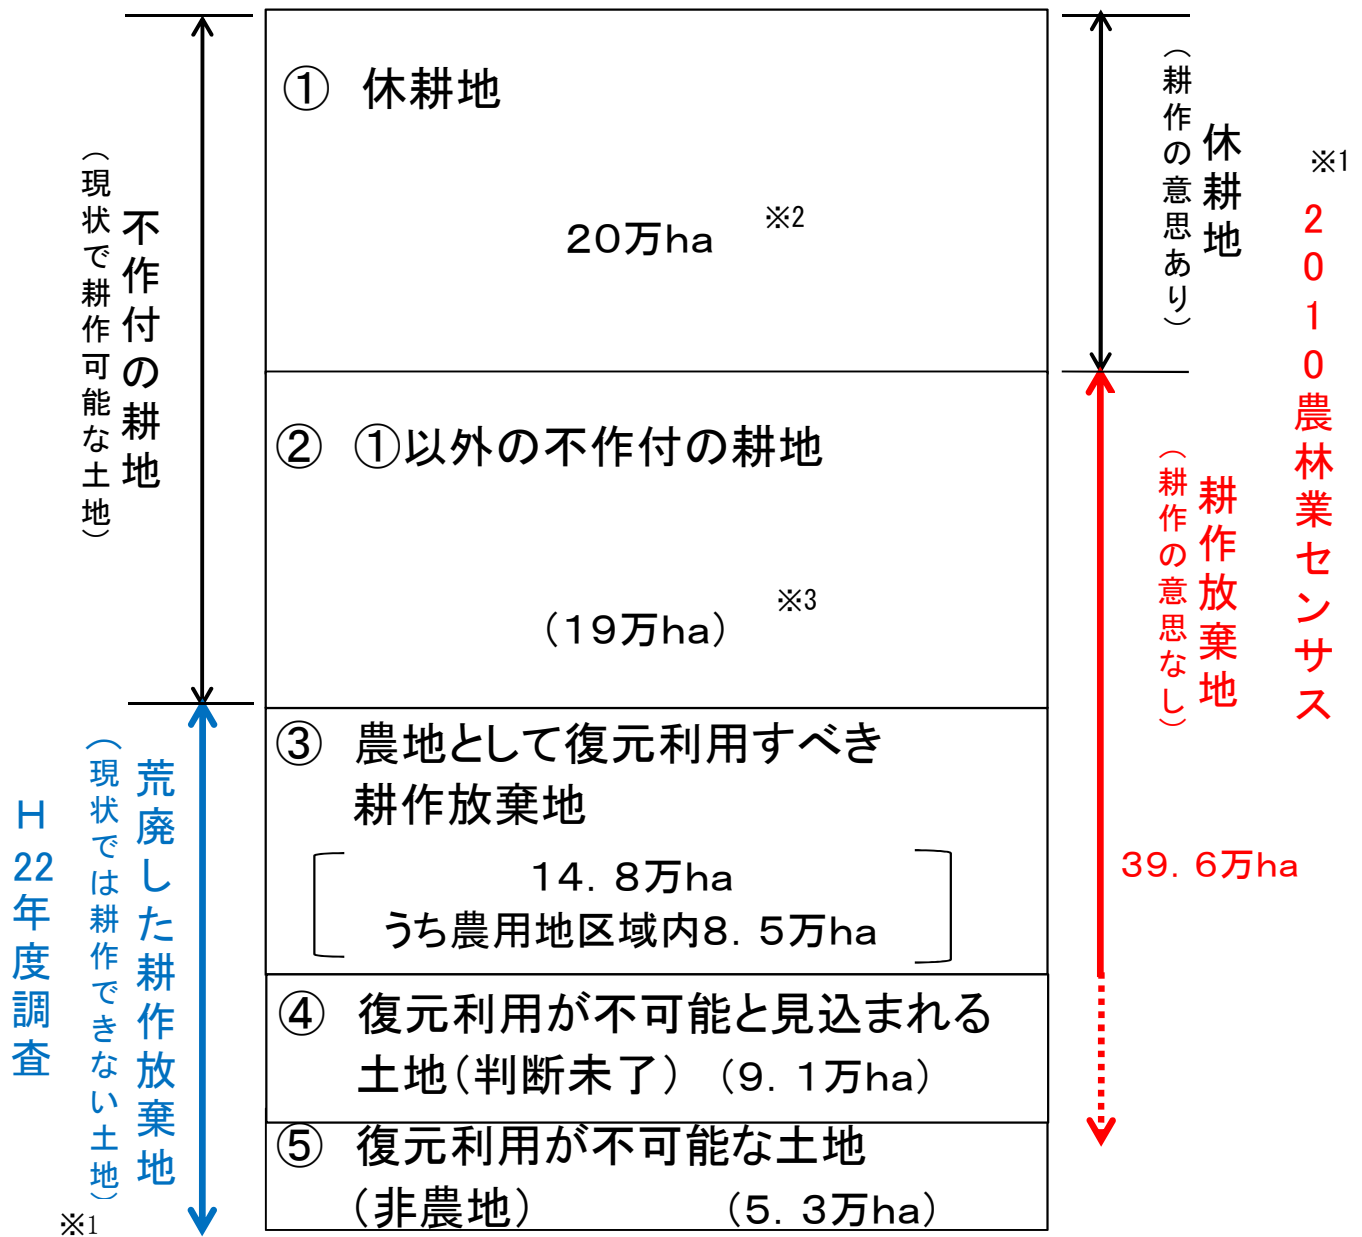 ① 休耕地
20万ha ※2
② ①以外の不作付の耕地
（19万ha） ※3
③ 農地として復元利用すべき
耕作放棄地
14．8万ha
うち農用地区域内8．5万ha
④ 復元利用が不可能と見込まれる
土地（判断未了） （9．1万ha）
⑤ 復元利用が不可能な土地
（非農地） （5．3万ha）
不作付の耕地
（現状で耕作可能な土地）
荒廃した耕作放棄地
（現状では耕作できない土地）
H22年度調査
※1
休耕地
（耕作の意思あり）
耕作放棄地
（耕作の意思なし）
39．6万ha
※1
2010農林業センサス